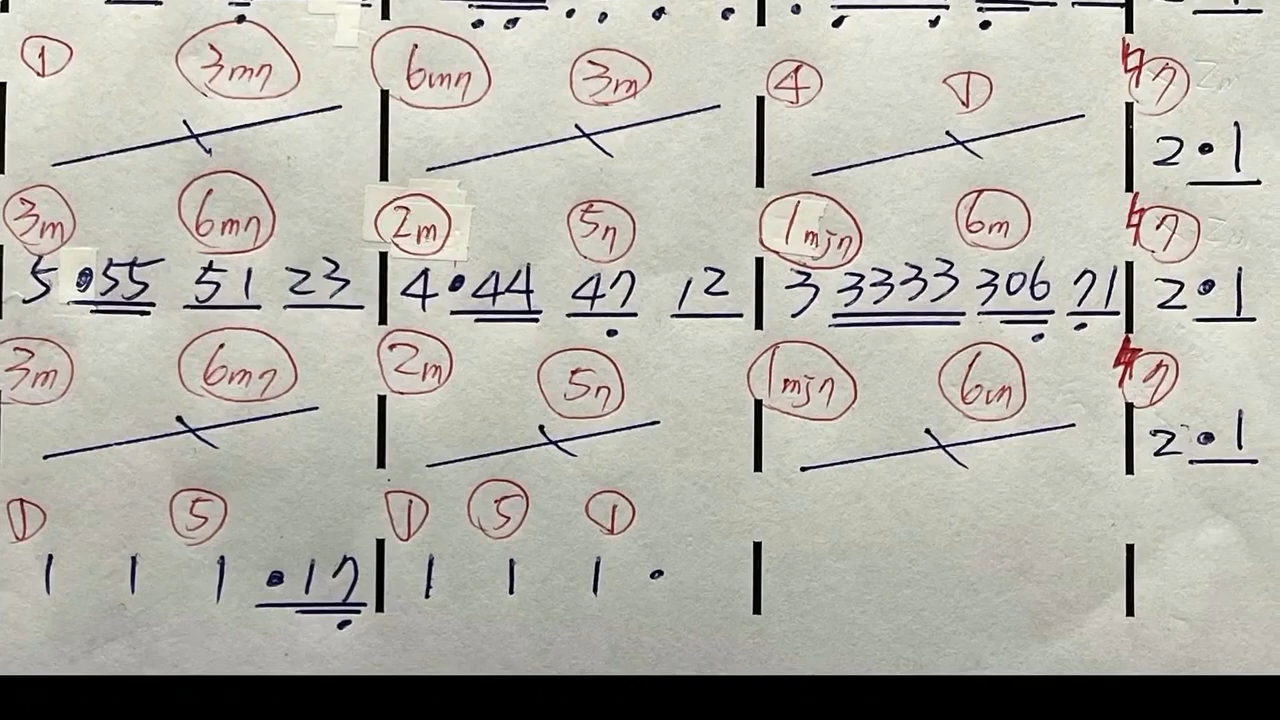 ① 3m7 6m7 3m ④ ① 47
2 • 1
3m 6m7 2m 57 1mj7 6m 47
5 • 55 51 23 4 • 44 47 12 3 3333 306 71 2 • 1
3m 6m7 2m 57 1mj7 6m 47
2 • 1
① ⑤ ① ⑤ ①
1 1 1 • 17 1 1 1 •